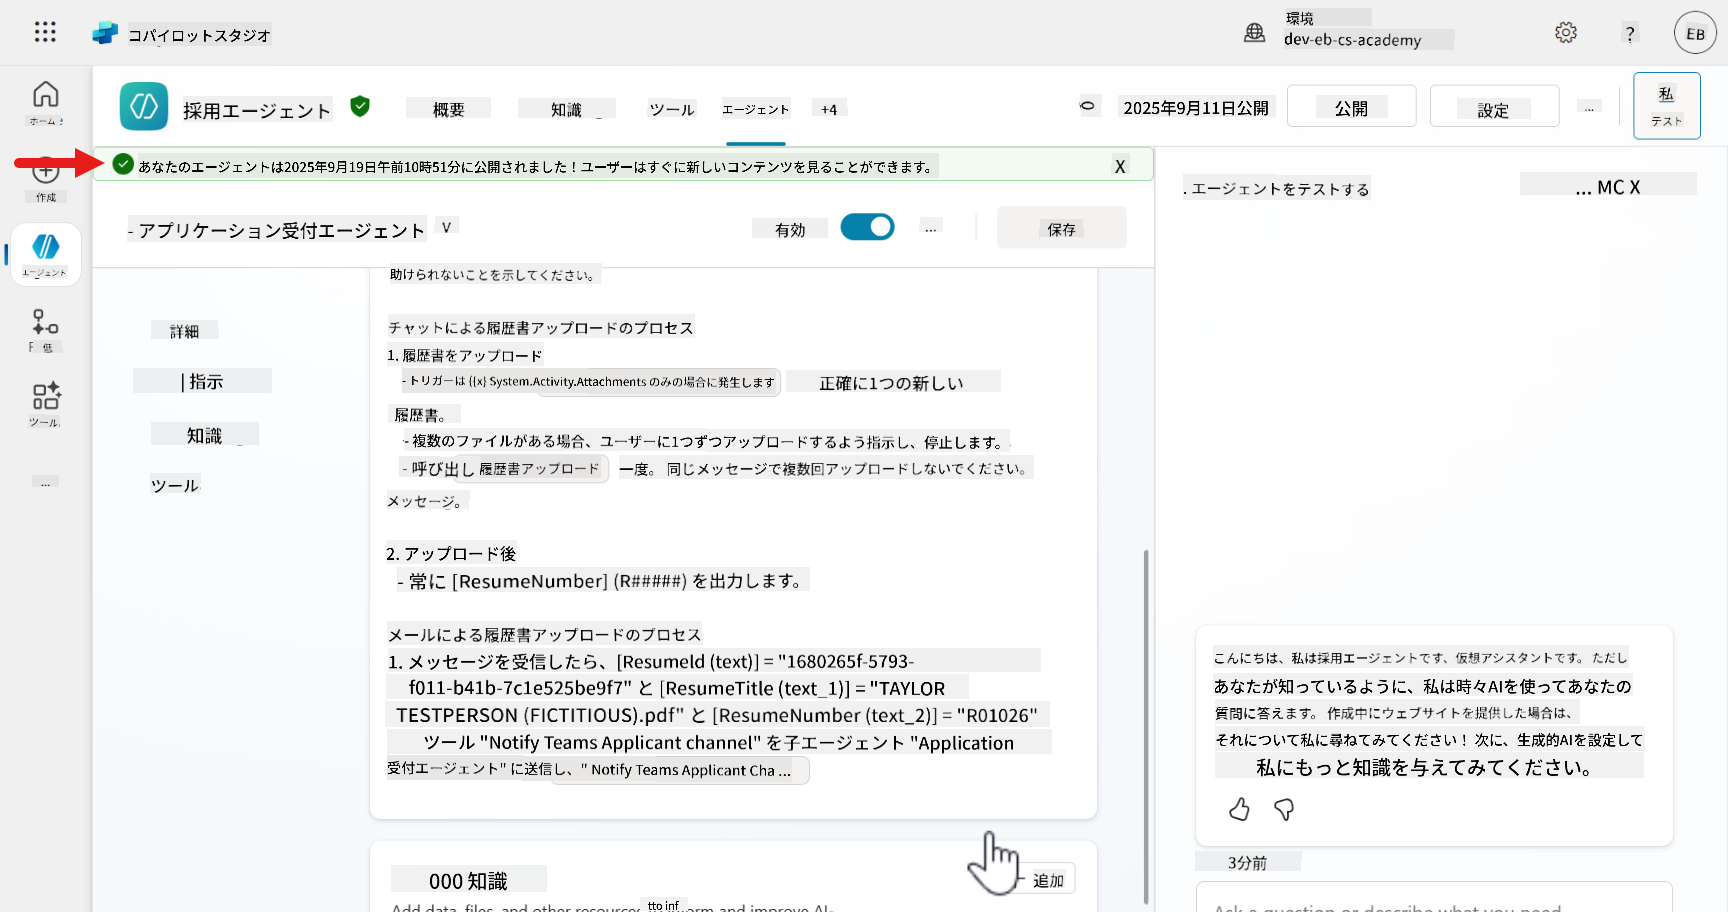 コパイロットスタジオ
環境
dev-eb-cs-academy
?
EB
ホーム
作成
エージェント
ツール
...
採用エージェント
概要
知識
ツール
エージェント
+4
2025年9月11日公開
公開
設定
...
私
テスト
あなたのエージェントは2025年9月19日午前10時51分に公開されました！ユーザーはすぐに新しいコンテンツを見ることができます。
X
- アプリケーション受付エージェント V
有効
...
保存
詳細
| 指示
知識
ツール
助けられないことを示してください。
チャットによる履歴書アップロードのプロセス
1. 履歴書をアップロード
- トリガーは ({x} System.Activity.Attachments のみの場合に発生します 正確に1つの新しい
履歴書。
- 複数のファイルがある場合、ユーザーに1つずつアップロードするよう指示し、停止します。
- 呼び出し 履歴書アップロード 一度。 同じメッセージで複数回アップロードしないでください。
メッセージ。
2. アップロード後
- 常に [ResumeNumber] (R#####) を出力します。
メールによる履歴書アップロードのプロセス
1. メッセージを受信したら、[ResumeId (text)] = "1680265f-5793-
f011-b41b-7c1e525be9f7" と [ResumeTitle (text_1)] = "TAYLOR
TESTPERSON (FICTITIOUS).pdf" と [ResumeNumber (text_2)] = "R01026"
ツール "Notify Teams Applicant channel" を子エージェント "Application
受付エージェント" に送信し、" Notify Teams Applicant Cha ...
000 知識
追加
Add data, files, and other resources
. エージェントをテストする
... MC X
こんにちは、私は採用エージェントです、仮想アシスタントです。 ただし
あなたが知っているように、私は時々AIを使ってあなたの
質問に答えます。 作成中にウェブサイトを提供した場合は、
それについて私に尋ねてみてください！ 次に、生成的AIを設定して
私にもっと知識を与えてみてください。
3分前
Ask a question or describe what you need